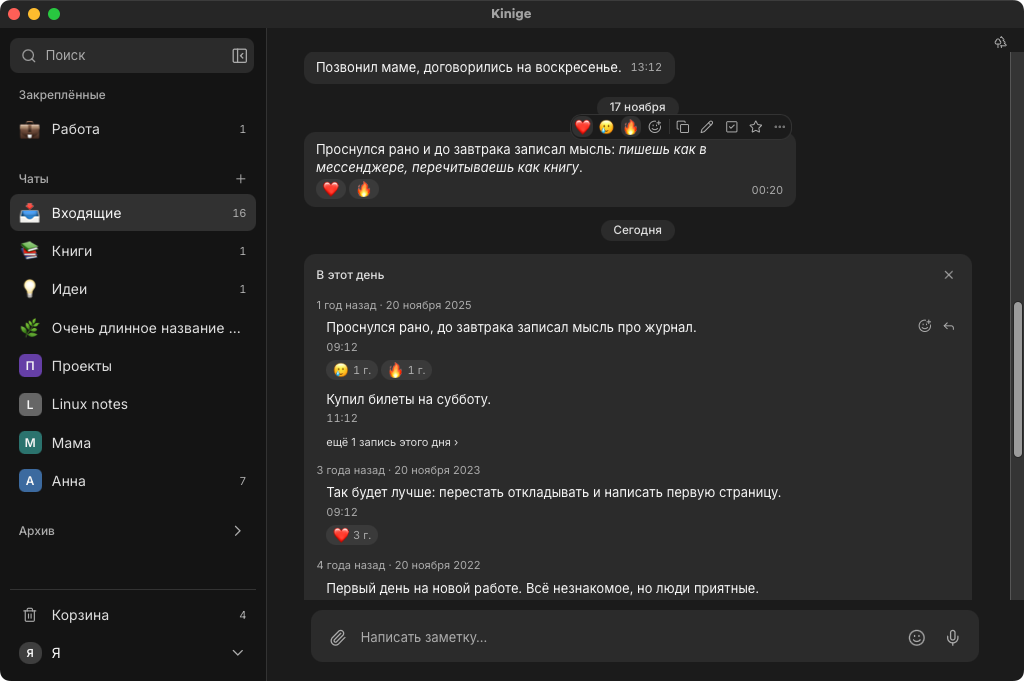 Kinige
Поиск
Закреплённые
Работа 1
Чаты
Входящие 16
Книги 1
Идеи 1
Очень длинное название ...
П Проекты
L Linux notes
М Мама
А Анна 7
Архив
Корзина 4
Я Я
Позвонил маме, договорились на воскресенье. 13:12
17 ноября
Проснулся рано и до завтрака записал мысль: пишешь как в
мессенджере, перечитываешь как книгу.
00:20
Сегодня
В этот день
1 год назад · 20 ноября 2025
Проснулся рано, до завтрака записал мысль про журнал.
09:12
1 г. 1 г.
Купил билеты на субботу.
11:12
ещё 1 запись этого дня ›
3 года назад · 20 ноября 2023
Так будет лучше: перестать откладывать и написать первую страницу.
09:12
3 г.
4 года назад · 20 ноября 2022
Первый день на новой работе. Всё незнакомое, но люди приятные.
Написать заметку...